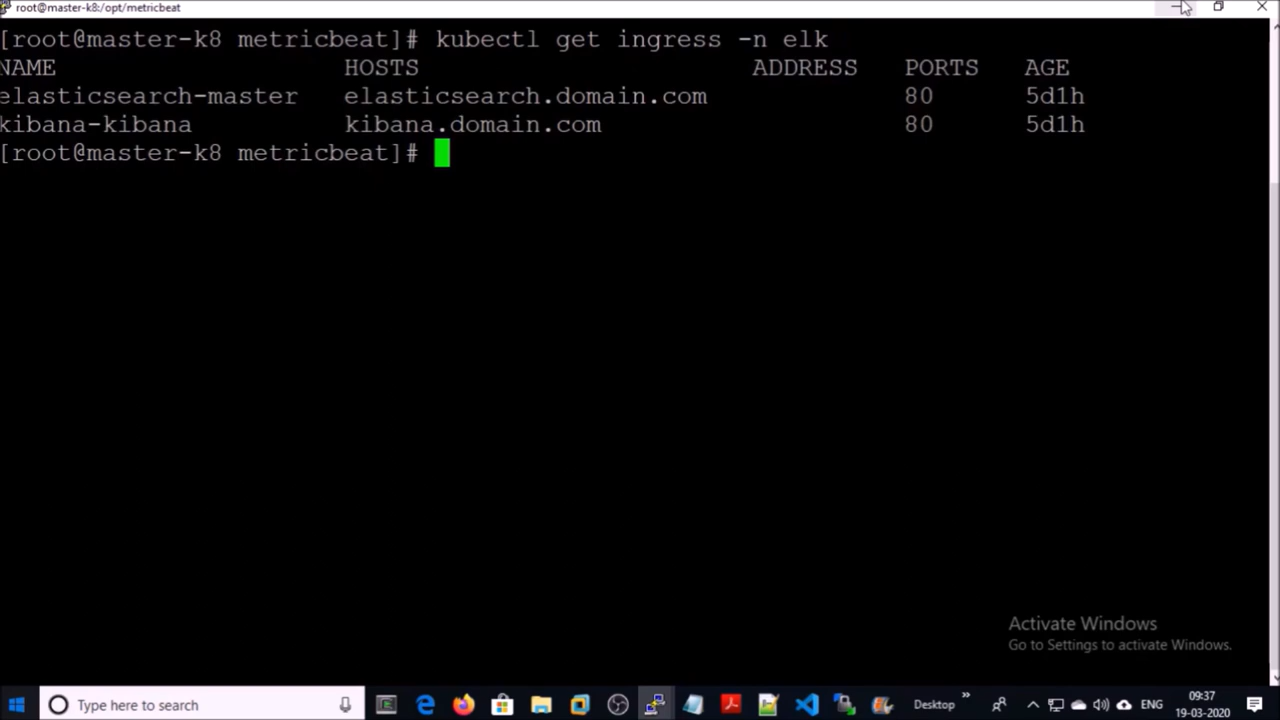 root@master-k8:/opt/metricbeat
[root@master-k8 metricbeat]# kubectl get ingress -n elk
NAME HOSTS ADDRESS PORTS AGE
elasticsearch-master elasticsearch.domain.com 80 5d1h
kibana-kibana kibana.domain.com 80 5d1h
[root@master-k8 metricbeat]#
Activate Windows
Go to Settings to activate Windows.
Type here to search
Desktop
ENG
09:37
19-03-2020